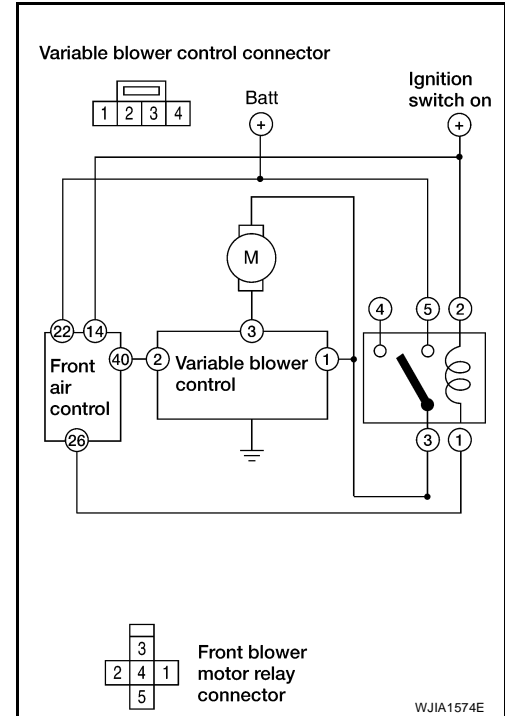 Variable blower control connector
1 2 3 4
Batt
+
Ignition
switch on
+
M
4 5 2
22 14
3
Front
air
control
40
2
Variable blower
control
1
26
3 1
3
2 4 1
5
Front blower
motor relay
connector
WJIA1574E